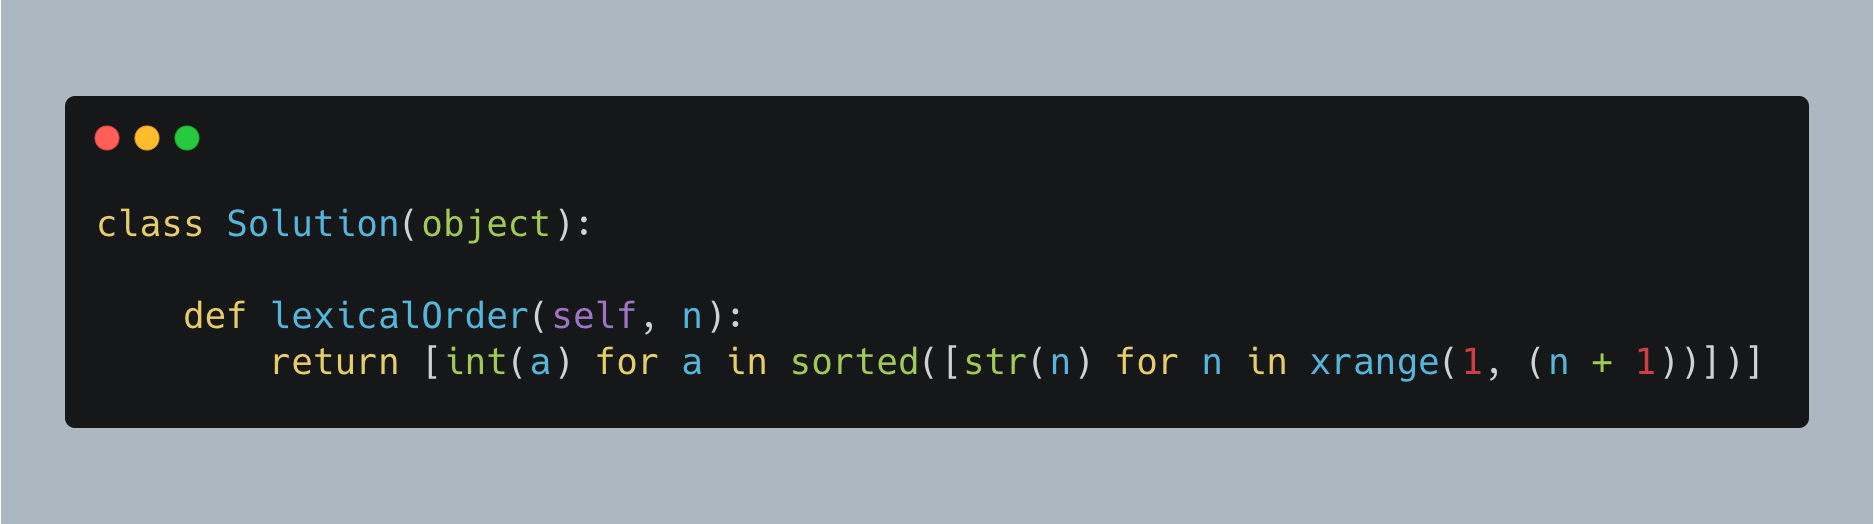 class Solution(object):
    def lexicalOrder(self, n):
        return [int(a) for a in sorted([str(n) for n in xrange(1, (n + 1))])]